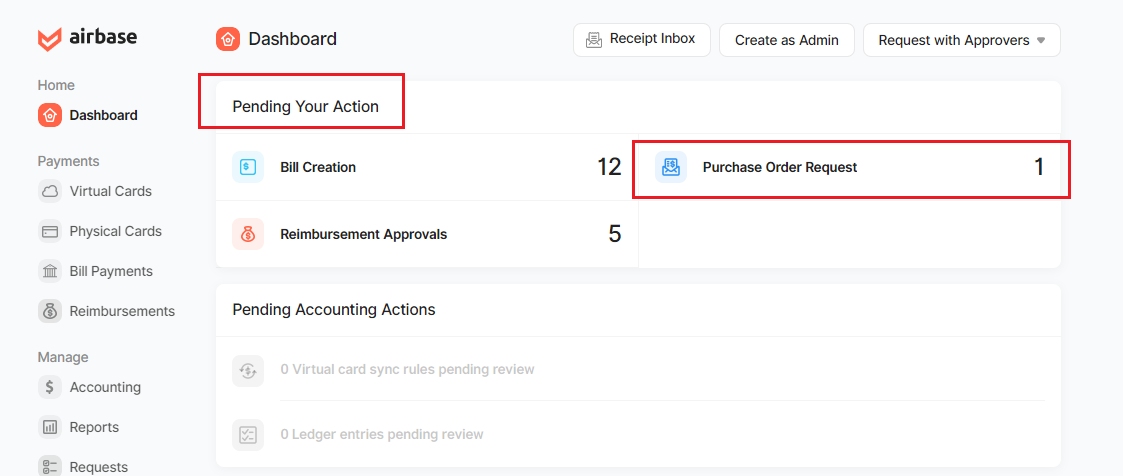 airbase
Dashboard
Receipt Inbox
Create as Admin
Request with Approvers
Home
Dashboard
Payments
Virtual Cards
Physical Cards
Bill Payments
Reimbursements
Manage
Accounting
Reports
Requests
Pending Your Action
Bill Creation 12
Purchase Order Request 1
Reimbursement Approvals 5
Pending Accounting Actions
0 Virtual card sync rules pending review
0 Ledger entries pending review